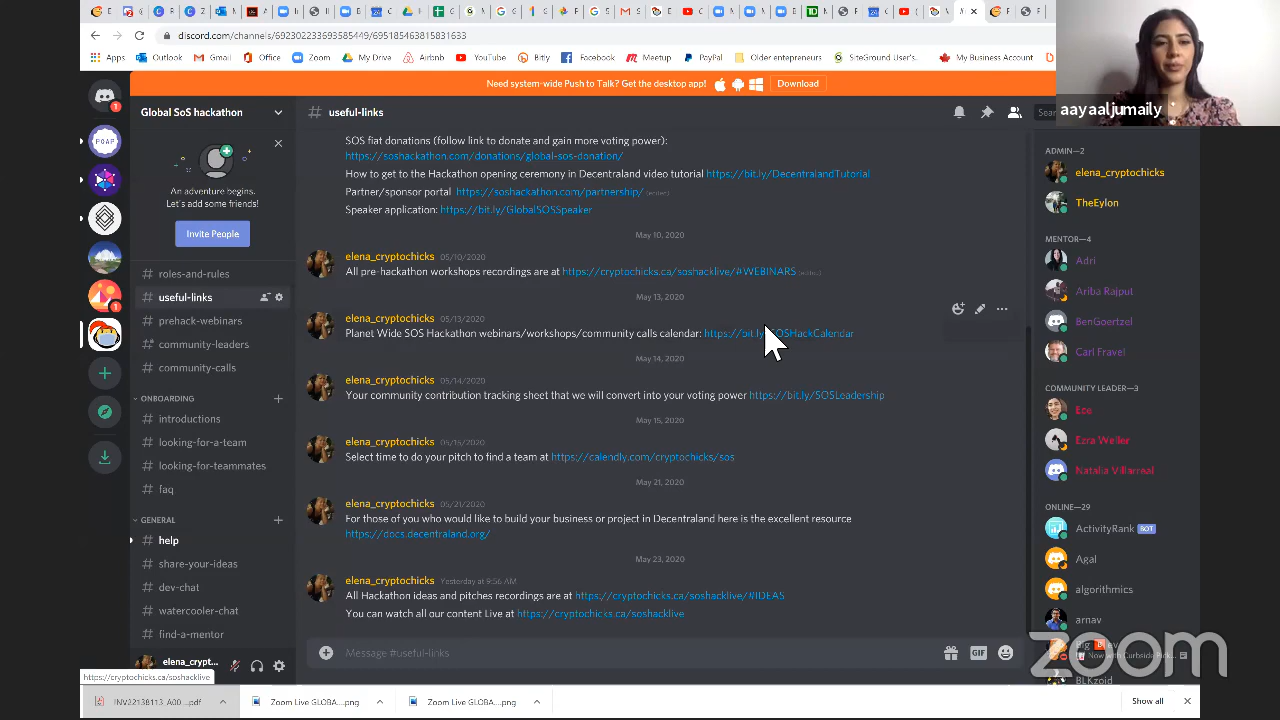 discord.com/channels/692302233693585449/695185463815831633
Apps
Outlook
Gmail
Office
Zoom
My Drive
Airbnb
YouTube
Bitly
Facebook
Meetup
PayPal
Older entepreneurs
SiteGround User's...
My Business Account
Need system-wide Push to Talk? Get the desktop app!
Download
aayaaljumaily
Global SoS hackathon
# useful-links
SOS fiat donations (follow link to donate and gain more voting power):
https://soshackathon.com/donations/global-sos-donation/
How to get to the Hackathon opening ceremony in Decentraland video tutorial https://bit.ly/DecentralandTutorial
Partner/sponsor portal https://soshackathon.com/partnership/ (edited)
Speaker application: https://bit.ly/GlobalSOSSpeaker
May 10, 2020
elena_cryptochicks 05/10/2020
All pre-hackathon workshops recordings are at https://cryptochicks.ca/soshacklive/#WEBINARS (edited)
May 13, 2020
elena_cryptochicks 05/13/2020
Planet Wide SOS Hackathon webinars/workshops/community calls calendar: https://bit.ly/SOSHackCalendar
May 14, 2020
elena_cryptochicks 05/14/2020
Your community contribution tracking sheet that we will convert into your voting power https://bit.ly/SOSLeadership
May 15, 2020
elena_cryptochicks 05/15/2020
Select time to do your pitch to find a team at https://calendly.com/cryptochicks/sos
May 21, 2020
elena_cryptochicks 05/21/2020
For those of you who would like to build your business or project in Decentraland here is the excellent resource
https://docs.decentraland.org/
May 23, 2020
elena_cryptochicks Yesterday at 9:56 AM
All Hackathon ideas and pitches recordings are at https://cryptochicks.ca/soshacklive/#IDEAS
You can watch all our content Live at https://cryptochicks.ca/soshacklive
Message #useful-links
GIF
POAP
An adventure begins.
Let's add some friends!
Invite People
# roles-and-rules
# useful-links
# prehack-webinars
# community-leaders
# community-calls
ONBOARDING
# introductions
# looking-for-a-team
# looking-for-teammates
# faq
GENERAL
# help
# share-your-ideas
# dev-chat
# watercooler-chat
# find-a-mentor
elena_crypt...
https://cryptochicks.ca/soshacklive
Sear
ADMIN—2
elena_cryptochicks
TheEylon
MENTOR—4
Adri
Ariba Rajput
BenGoertzel
Carl Fravel
COMMUNITY LEADER—3
Ece
Ezra Weller
Natalia Villarreal
ONLINE—29
ActivityRank BOT
Agal
algorithmics
arnav
BLKzoid
zoom
INV22138113_A00....pdf
Zoom Live GLOBA....png
Zoom Live GLOBA....png
Show all